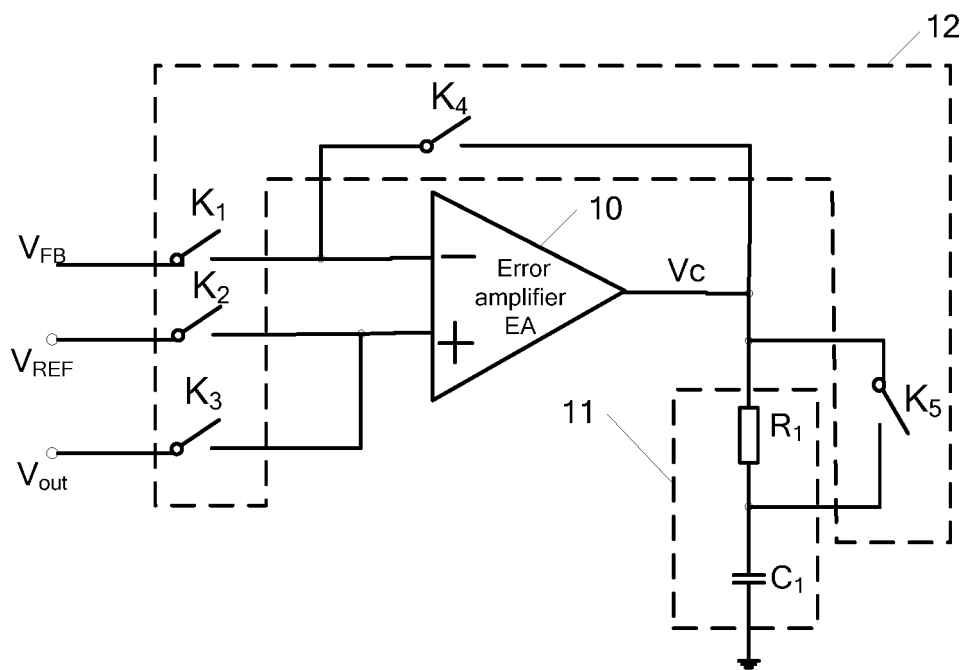 12
K4
10
K1
VFB
K2
VREF
K3
Vout
−
Error
amplifier
EA
+
Vc
11
R1
K5
C1